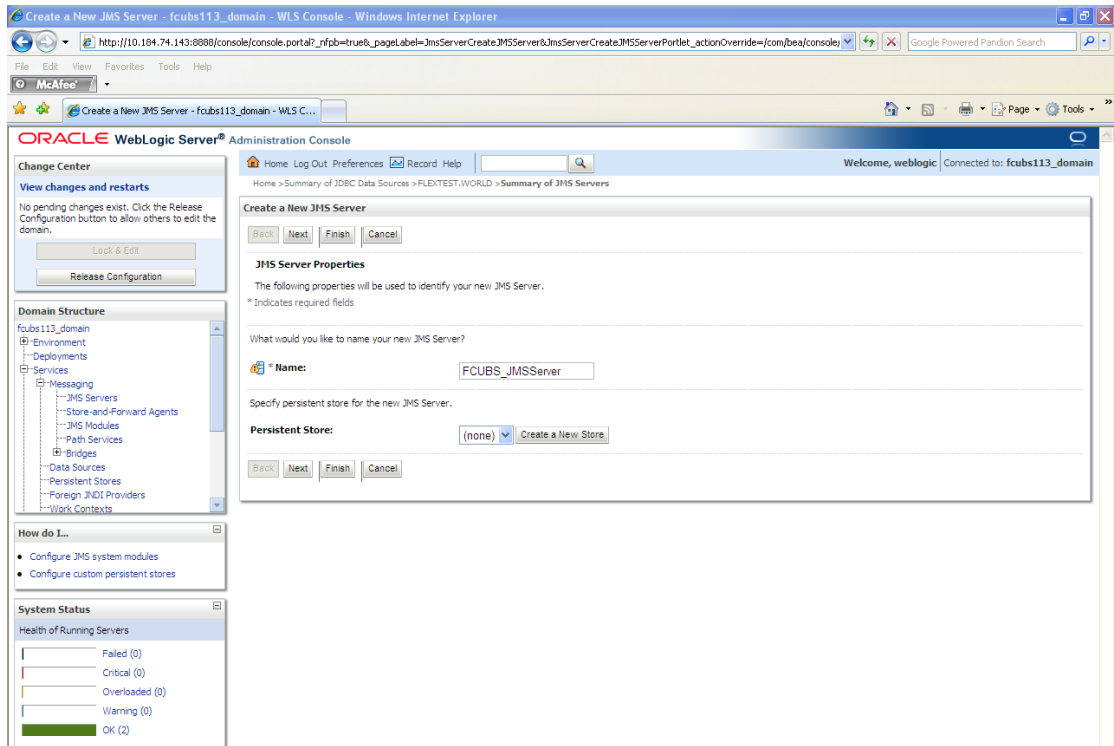 Create a New JMS Server - fcubs113_domain - WLS Console - Windows Internet Explorer
http://10.184.74.143:8888/console/console.portal?_nfpb=true&_pageLabel=JmsServerCreateJMSServer&JmsServerCreateJMSServerPortlet_actionOverride=/com/bea/console/
Google Powered Pandion Search
File Edit View Favorites Tools Help
McAfee
Create a New JMS Server - fcubs113_domain - WLS C...
Page Tools »
ORACLE WebLogic Server® Administration Console
Change Center
View changes and restarts
No pending changes exist. Click the Release
Configuration button to allow others to edit the
domain.
Lock & Edit
Release Configuration
Domain Structure
fcubs113_domain
Environment
Deployments
Services
Messaging
JMS Servers
Store-and-Forward Agents
JMS Modules
Path Services
Bridges
Data Sources
Persistent Stores
Foreign JNDI Providers
Work Contexts
How do I...
Configure JMS system modules
Configure custom persistent stores
System Status
Health of Running Servers
Failed (0)
Critical (0)
Overloaded (0)
Warning (0)
OK (2)
Home Log Out Preferences Record Help
Welcome, weblogic Connected to: fcubs113_domain
Home >Summary of JDBC Data Sources >FLEXTEST.WORLD >Summary of JMS Servers
Create a New JMS Server
Back Next Finish Cancel
JMS Server Properties
The following properties will be used to identify your new JMS Server.
* Indicates required fields
What would you like to name your new JMS Server?
* Name: FCUBS_JMSServer
Specify persistent store for the new JMS Server.
Persistent Store: (none) Create a New Store
Back Next Finish Cancel